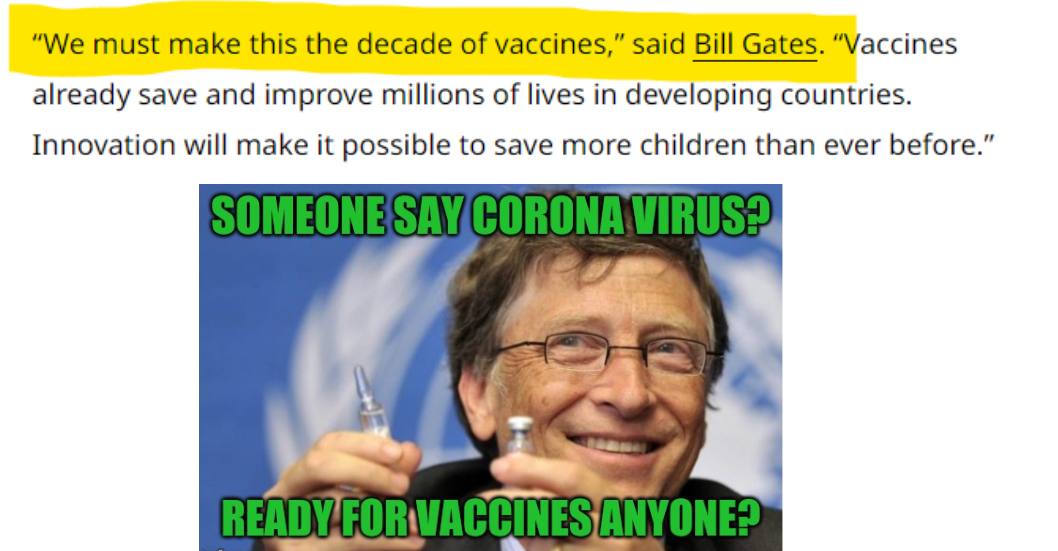 “We must make this the decade of vaccines,” said Bill Gates. “Vaccines
already save and improve millions of lives in developing countries.
Innovation will make it possible to save more children than ever before.”
SOMEONE SAY CORONA VIRUS?
READY FOR VACCINES ANYONE?